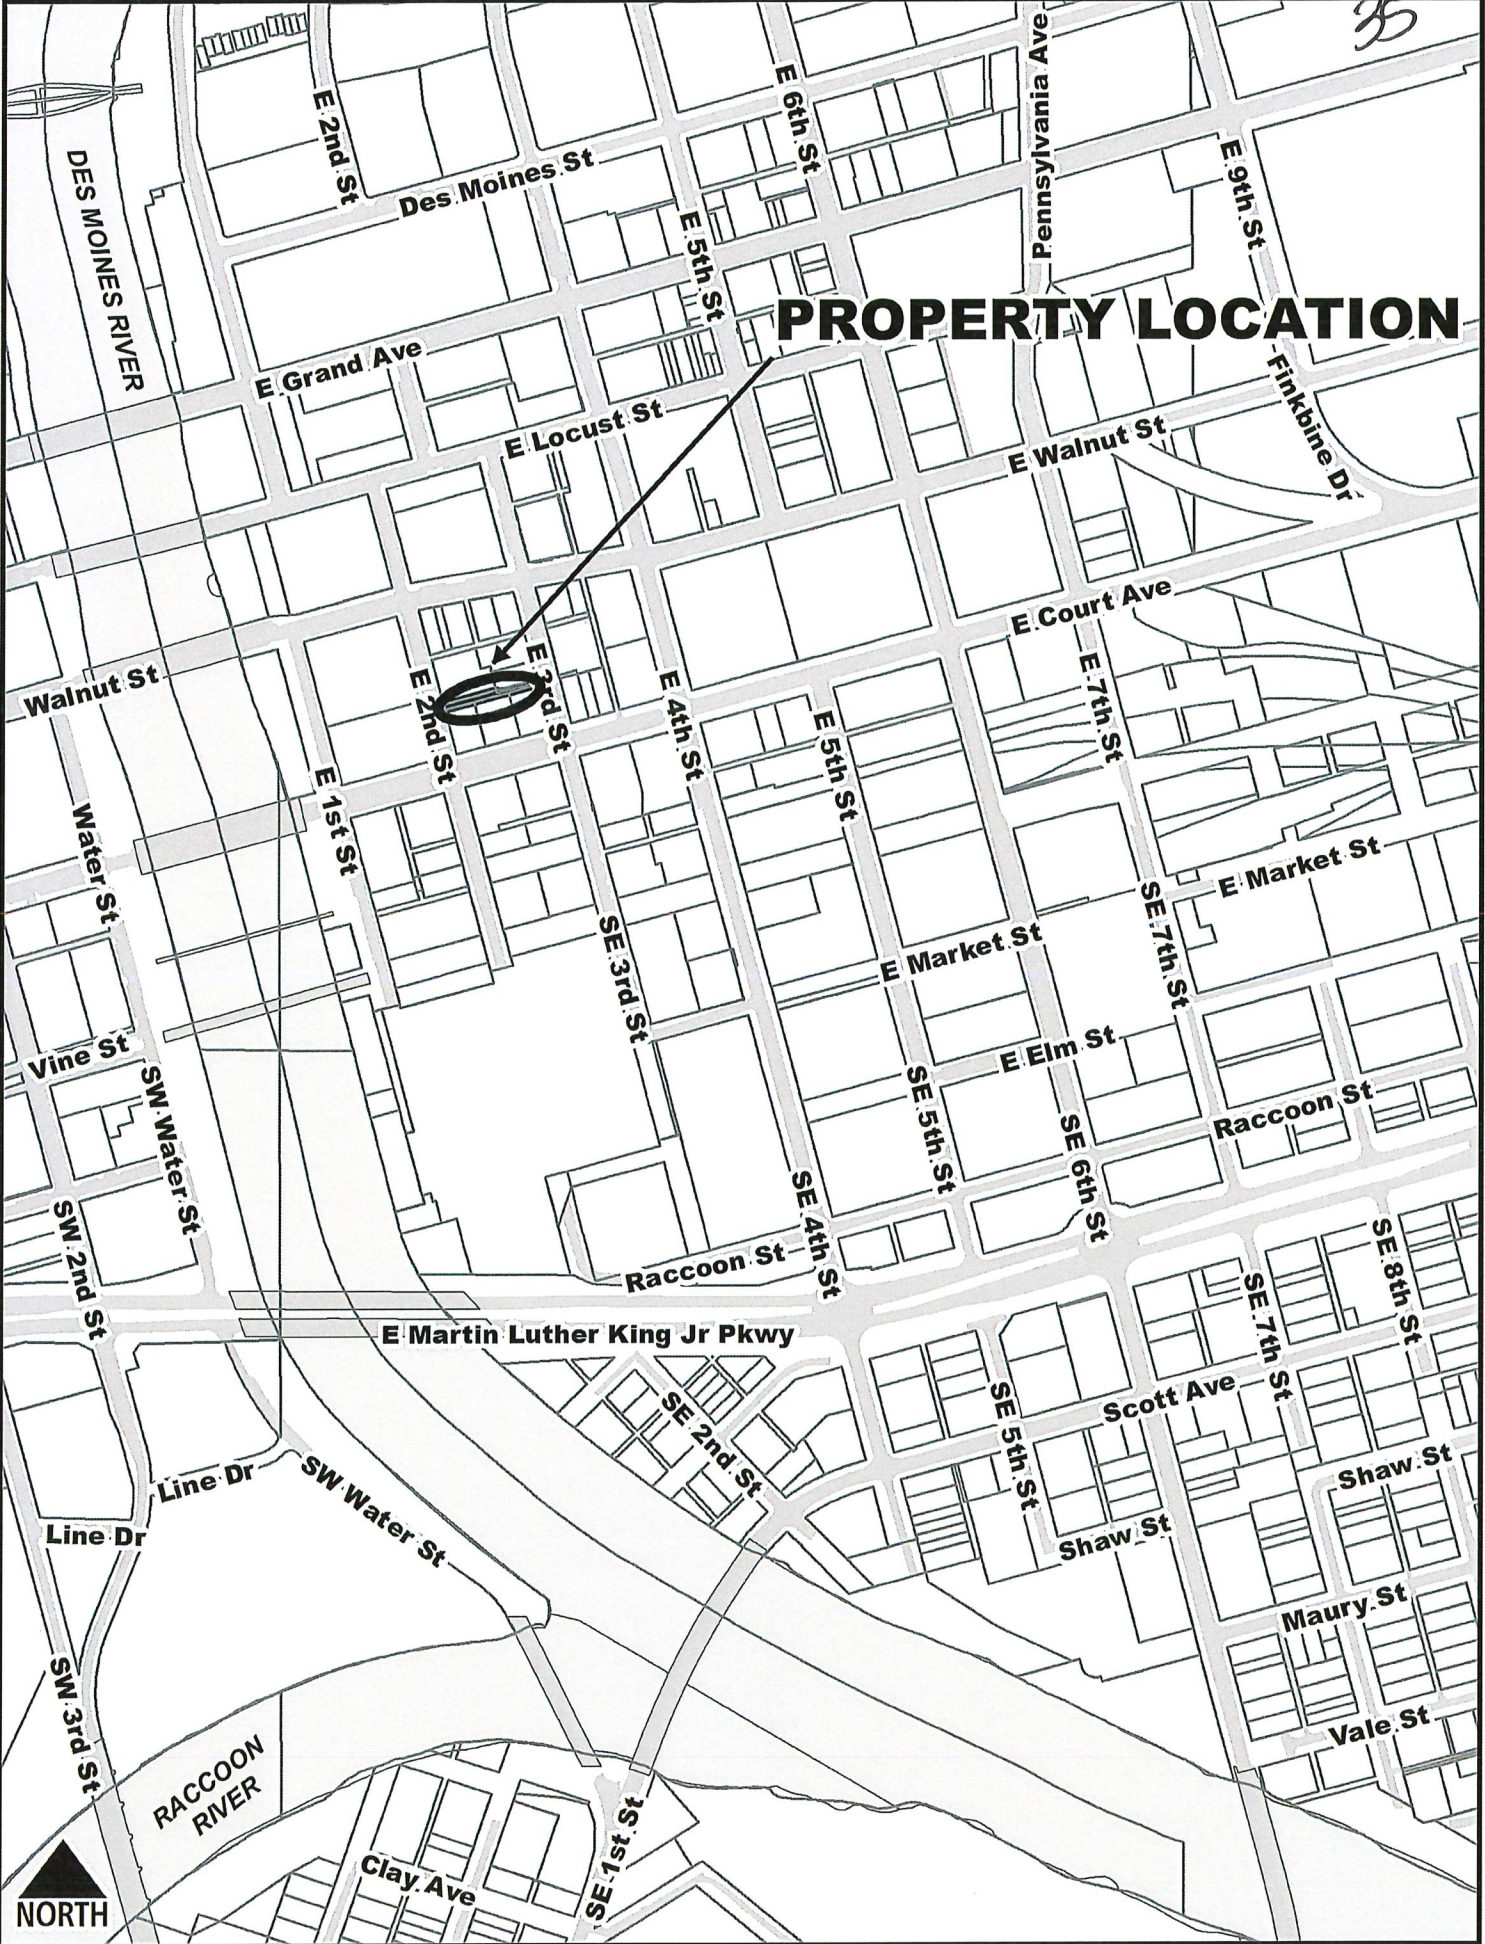 35
E 2nd St
Des Moines St
E 6th St
Pennsylvania Ave
E 9th St
DES MOINES RIVER
E 5th St
PROPERTY LOCATION
E Grand Ave
E Locust St
E Walnut St
Finkbine Dr
E Court Ave
Walnut St
E 2nd St
E 3rd St
E 4th St
E 5th St
E 7th St
E 1st St
Water St
E Market St
E Market St
SE 7th St
SE 3rd St
E Elm St
Vine St
SW Water St
SE 5th St
Raccoon St
SE 6th St
SE 4th St
SW 2nd St
Raccoon St
E Martin Luther King Jr Pkwy
SE 7th St
SE 8th St
SE 2nd St
Scott Ave
SE 5th St
Shaw St
Line Dr
SW Water St
Line Dr
Shaw St
Maury St
SW 3rd St
Vale St
RACCOON
RIVER
SE 1st St
Clay Ave
NORTH